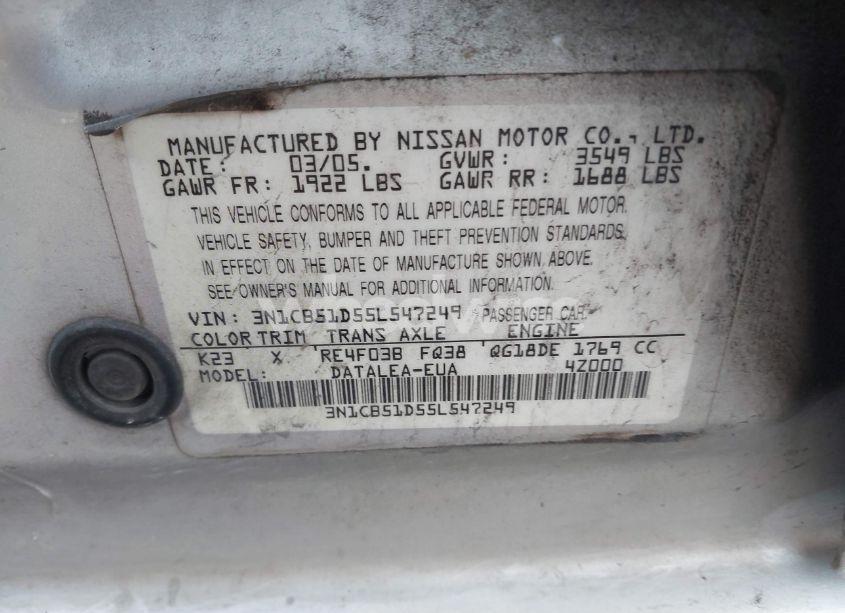 MANUFACTURED BY NISSAN MOTOR CO., LTD.
DATE: 03/05. GVWR: 3549 LBS
GAWR FR: 1922 LBS GAWR RR: 1688 LBS
THIS VEHICLE CONFORMS TO ALL APPLICABLE FEDERAL MOTOR
VEHICLE SAFETY, BUMPER AND THEFT PREVENTION STANDARDS
IN EFFECT ON THE DATE OF MANUFACTURE SHOWN ABOVE.
SEE OWNER'S MANUAL FOR ADDITIONAL INFORMATION.
VIN: 3N1CB51D55L547249 PASSENGER CAR
COLOR TRIM TRANS AXLE ENGINE
K23 X RE4F03B FQ38 QG18DE 1769 CC
MODEL: DATALEA-EUA 4Z000
3N1CB51D55L547249